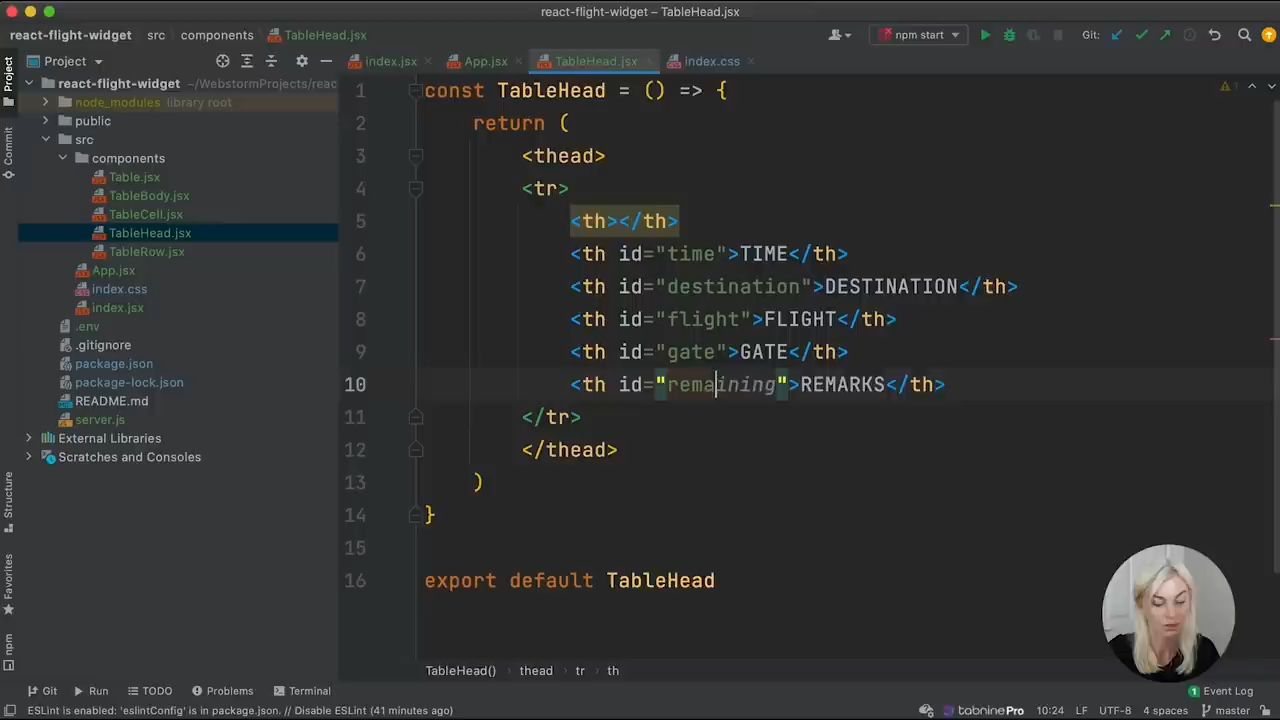 react-flight-widget – TableHead.jsx
react-flight-widget src components TableHead.jsx npm start Git:
Project index.jsx App.jsx TableHead.jsx index.css
react-flight-widget ~/WebstormProjects/reac
node_modules library root
public
src
components
Table.jsx
TableBody.jsx
TableCell.jsx
TableHead.jsx
TableRow.jsx
App.jsx
index.css
index.jsx
.env
.gitignore
package.json
package-lock.json
README.md
server.js
External Libraries
Scratches and Consoles
Project
Commit
Structure
Favorites
npm
1 const TableHead = () => {
2 return (
3 <thead>
4 <tr>
5 <th></th>
6 <th id="time">TIME</th>
7 <th id="destination">DESTINATION</th>
8 <th id="flight">FLIGHT</th>
9 <th id="gate">GATE</th>
10 <th id="remaining">REMARKS</th>
11 </tr>
12 </thead>
13 )
14 }
15
16 export default TableHead
1
TableHead() thead tr th
Git Run TODO Problems Terminal 1 Event Log
ESLint is enabled: 'eslintConfig' is in package.json. // Disable ESLint (41 minutes ago) tabninePro 10:24 LF UTF-8 4 spaces master